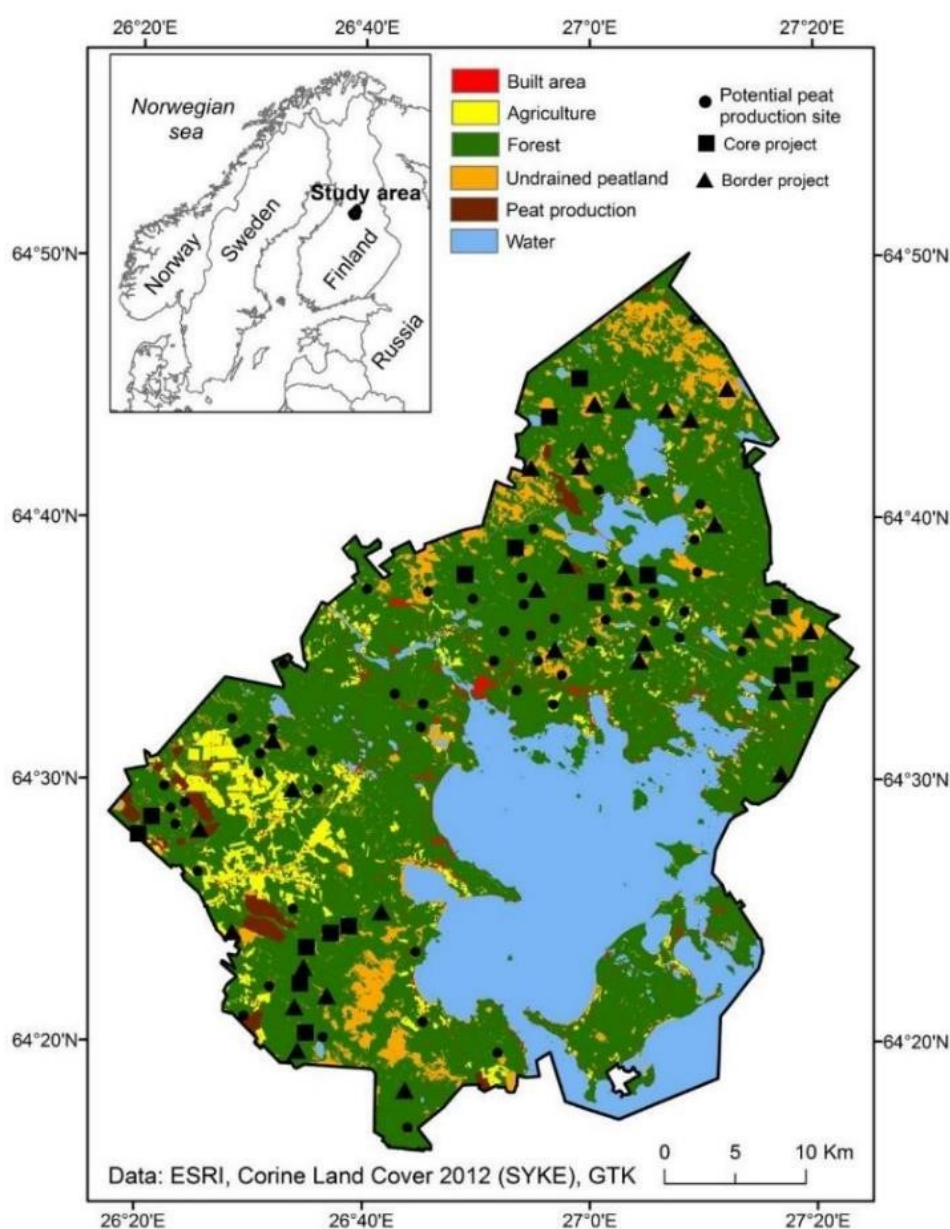 26°20'E 26°40'E 27°0'E 27°20'E
Norwegian
sea
Study area
Norway
Sweden
Finland
Russia
Built area
Agriculture
Forest
Undrained peatland
Peat production
Water
Potential peat
production site
Core project
Border project
64°50'N 64°50'N
64°40'N 64°40'N
64°30'N 64°30'N
64°20'N 64°20'N
0 5 10 Km
Data: ESRI, Corine Land Cover 2012 (SYKE), GTK
26°20'E 26°40'E 27°0'E 27°20'E